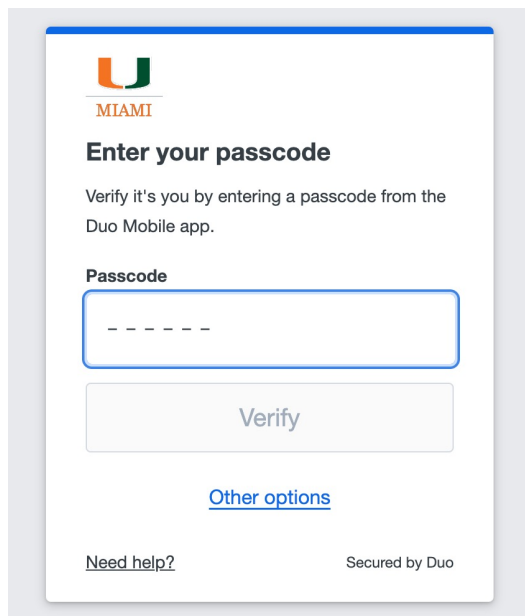 MIAMI
Enter your passcode
Verify it's you by entering a passcode from the
Duo Mobile app.
Passcode
– – – – – –
Verify
Other options
Need help? Secured by Duo